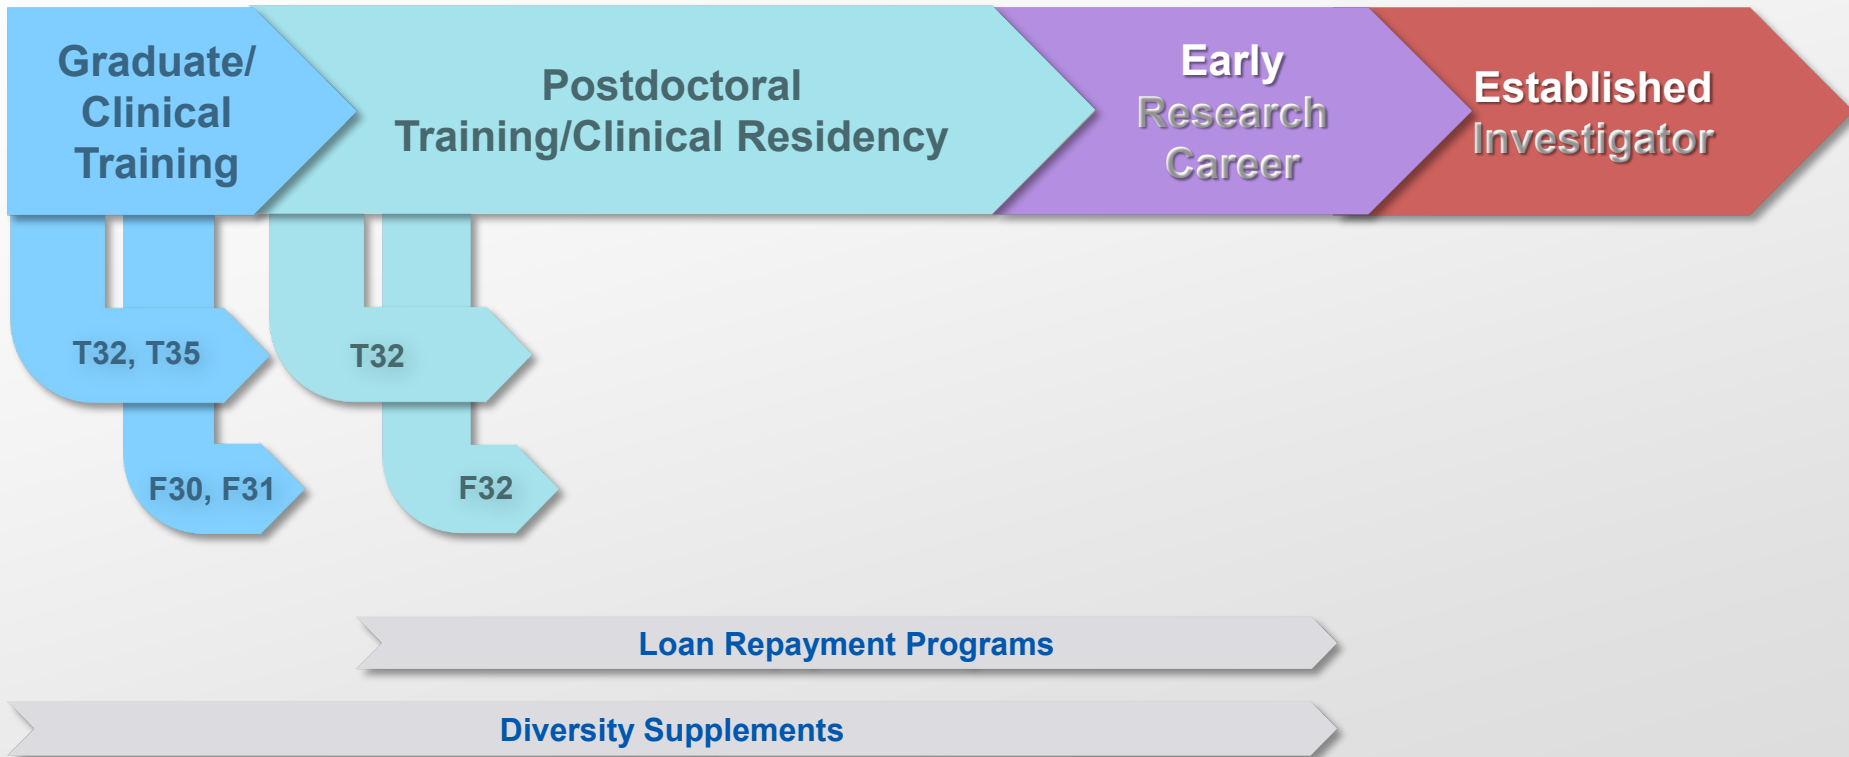 Graduate/
Clinical
Training
Postdoctoral
Training/Clinical Residency
Early
Research
Career
Established
Investigator
T32, T35
T32
F30, F31
F32
Loan Repayment Programs
Diversity Supplements